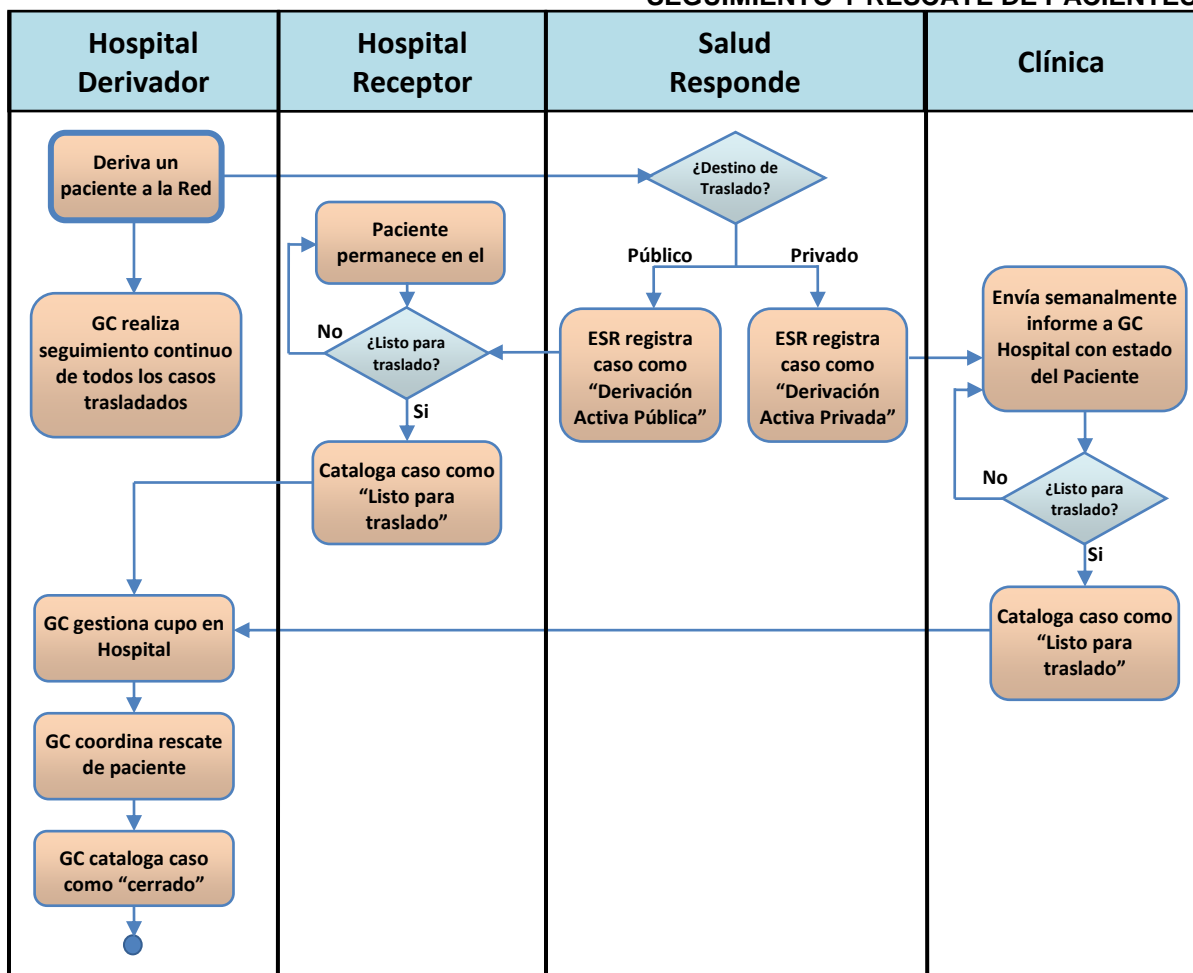 SEGUIMIENTO Y RESCATE DE PACIENTES
Hospital
Derivador
Hospital
Receptor
Salud
Responde
Clínica
Deriva un
paciente a la Red
¿Destino de
Traslado?
Paciente
permanece en el
Público
Privado
GC realiza
seguimiento continuo
de todos los casos
trasladados
No
¿Listo para
traslado?
Si
ESR registra
caso como
“Derivación
Activa Pública”
ESR registra
caso como
“Derivación
Activa Privada”
Envía semanalmente
informe a GC
Hospital con estado
del Paciente
No
¿Listo para
traslado?
Si
Cataloga caso como
“Listo para
traslado”
Cataloga caso como
“Listo para
traslado”
GC gestiona cupo en
Hospital
GC coordina rescate
de paciente
GC cataloga caso
como “cerrado”